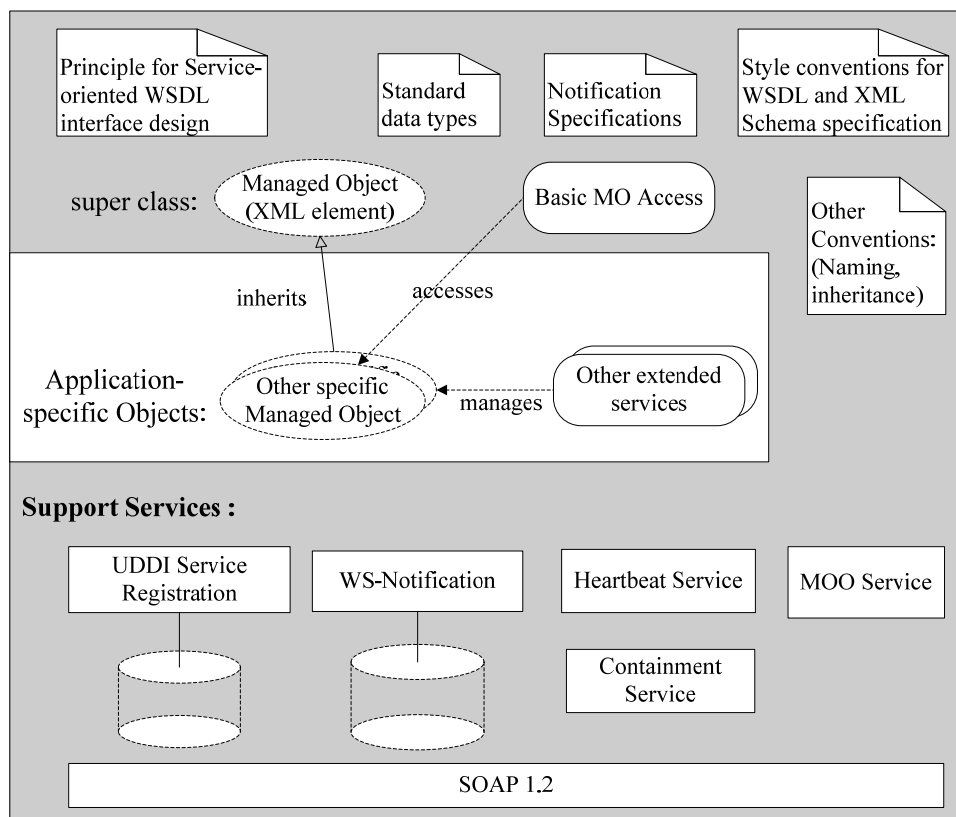 Principle for Service-
oriented WSDL
interface design
Standard
data types
Notification
Specifications
Style conventions for
WSDL and XML
Schema specification
super class:
Managed Object
(XML element)
Basic MO Access
Other
Conventions:
(Naming,
inheritance)
inherits
accesses
Application-
specific Objects:
Other specific
Managed Object
manages
Other extended
services
Support Services :
UDDI Service
Registration
WS-Notification
Heartbeat Service
MOO Service
Containment
Service
SOAP 1.2